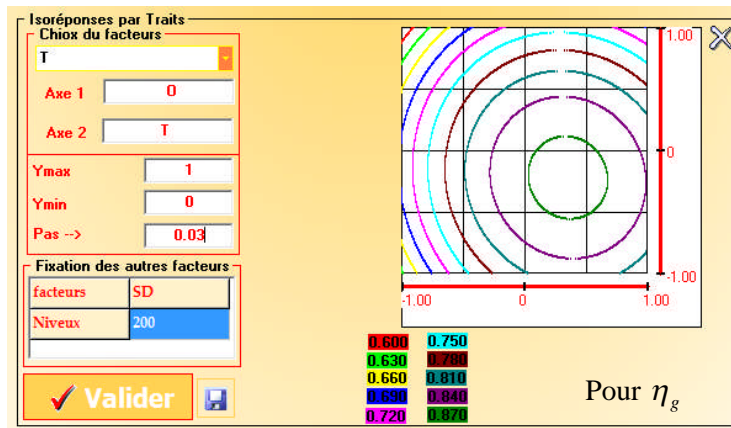 Isoréponses par Traits
Chiox du facteurs
T
Axe 1 O
Axe 2 T
Ymax 1
Ymin 0
Pas --> 0.03
Fixation des autres facteurs
facteurs SD
Niveux 200
Valider
1.00
0
-1.00
-1.00 0 1.00
0.600 0.750
0.630 0.780
0.660 0.810
0.690 0.840
0.720 0.870
Pour ηg